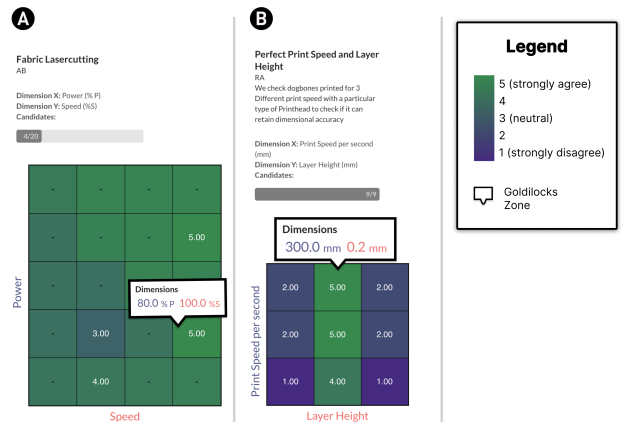 A
Fabric Lasercutting
AB
Dimension X: Power (% P)
Dimension Y: Speed (%S)
Candidates:
4/20
- - - -
- - - 5.00
- - -
Dimensions
80.0 % P 100.0 %S
- 3.00 - 5.00
- 4.00 - -
Power
Speed
B
Perfect Print Speed and Layer
Height
RA
We check dogbones printed for 3
Different print speed with a particular
type of Printhead to check if it can
retain dimensional accuracy
Dimension X: Print Speed per second
(mm)
Dimension Y: Layer Height (mm)
Candidates:
9/9
Dimensions
300.0 mm 0.2 mm
2.00 5.00 2.00
2.00 5.00 2.00
1.00 4.00 1.00
Print Speed per second
Layer Height
Legend
5 (strongly agree)
4
3 (neutral)
2
1 (strongly disagree)
Goldilocks
Zone